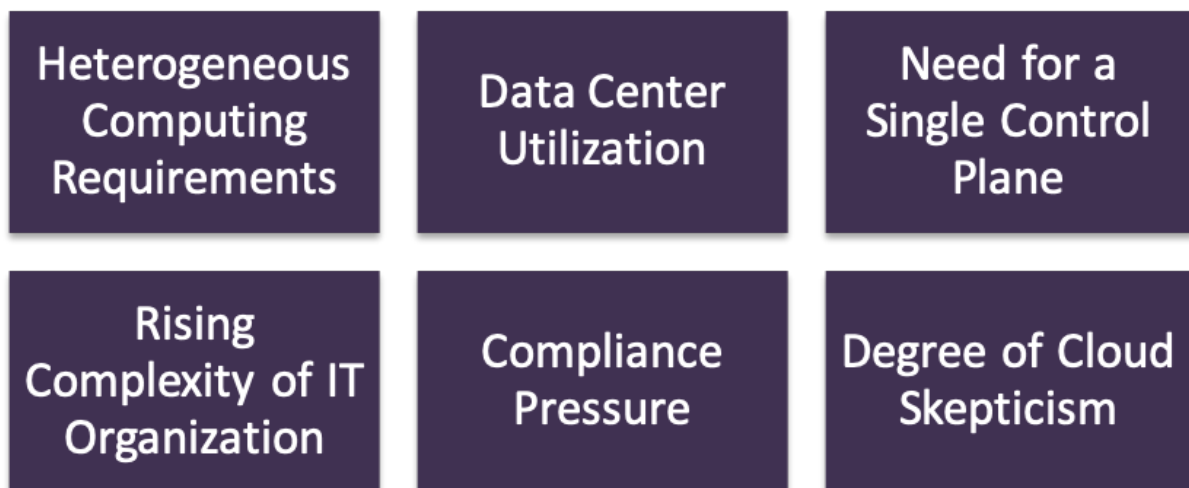 Heterogeneous
Computing
Requirements
Data Center
Utilization
Need for a
Single Control
Plane
Rising
Complexity of IT
Organization
Compliance
Pressure
Degree of Cloud
Skepticism